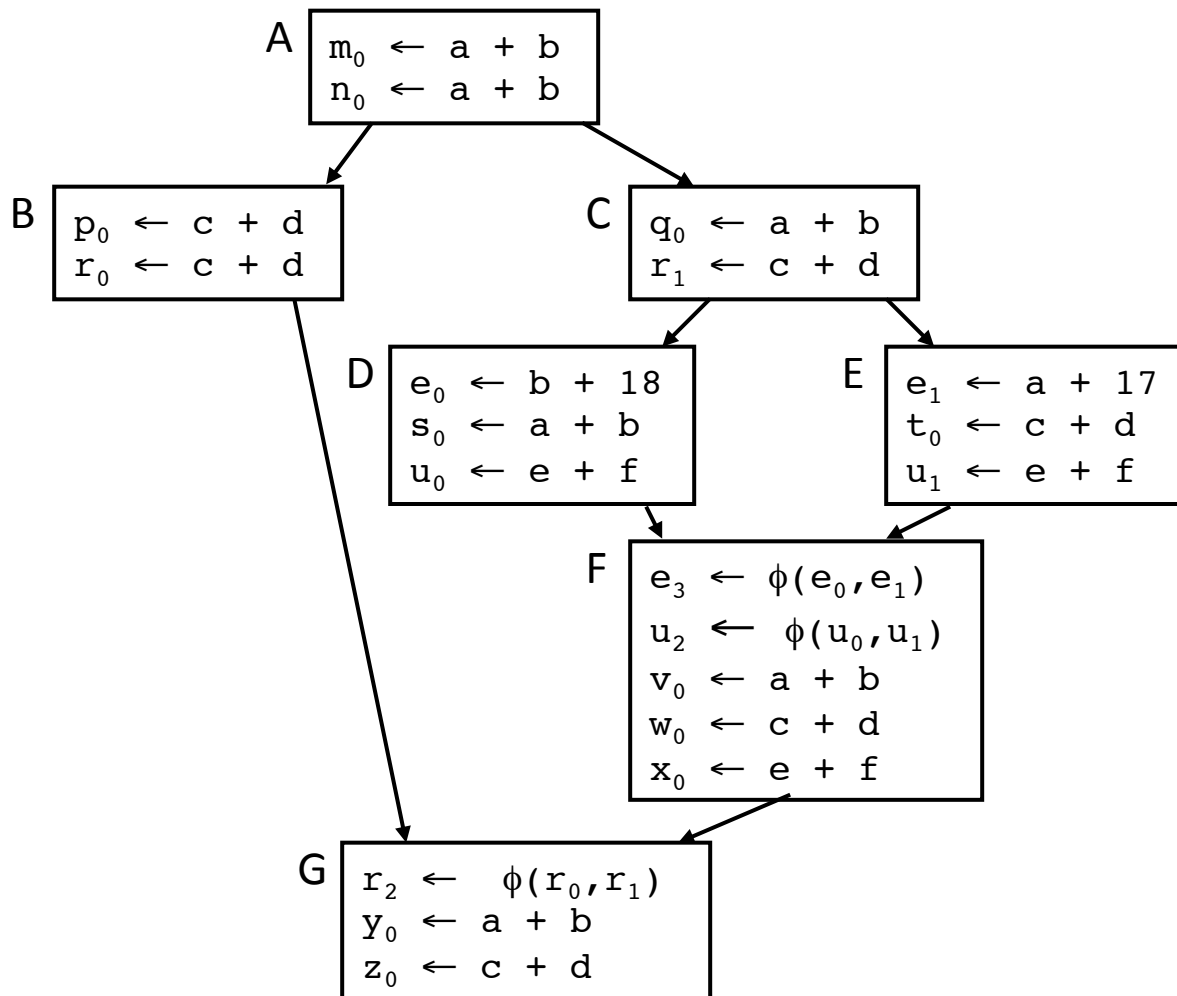 A
m₀ ← a + b
n₀ ← a + b
B
p₀ ← c + d
r₀ ← c + d
C
q₀ ← a + b
r₁ ← c + d
D
e₀ ← b + 18
s₀ ← a + b
u₀ ← e + f
E
e₁ ← a + 17
t₀ ← c + d
u₁ ← e + f
F
e₃ ← ϕ(e₀,e₁)
u₂ ← ϕ(u₀,u₁)
v₀ ← a + b
w₀ ← c + d
x₀ ← e + f
G
r₂ ← ϕ(r₀,r₁)
y₀ ← a + b
z₀ ← c + d